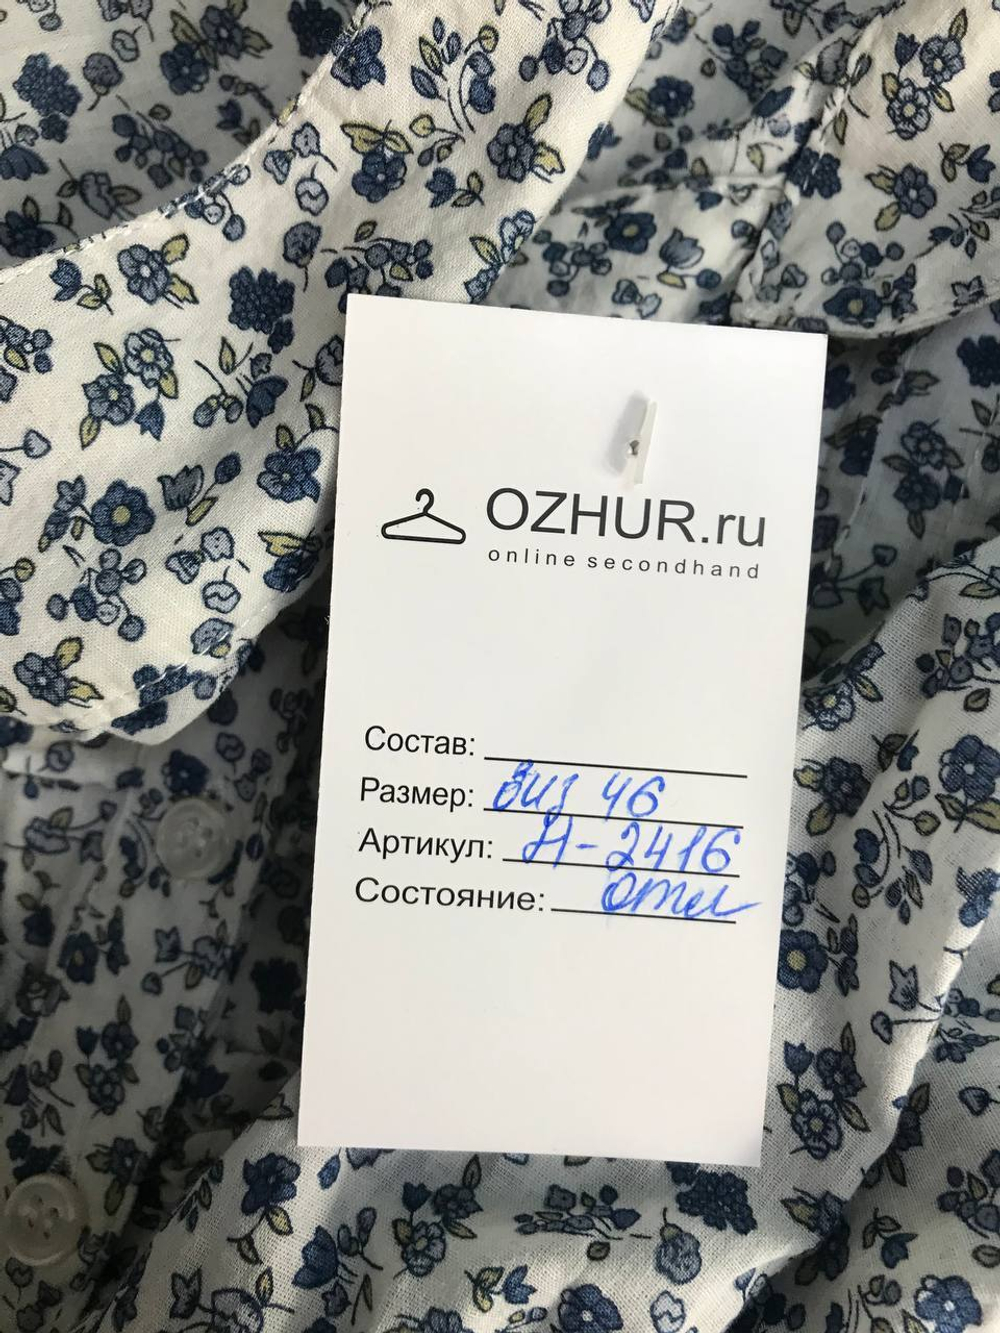 OZHUR.ru
online secondhand
Состав:
Размер: виз 46
Артикул: Н-2416
Состояние: отл